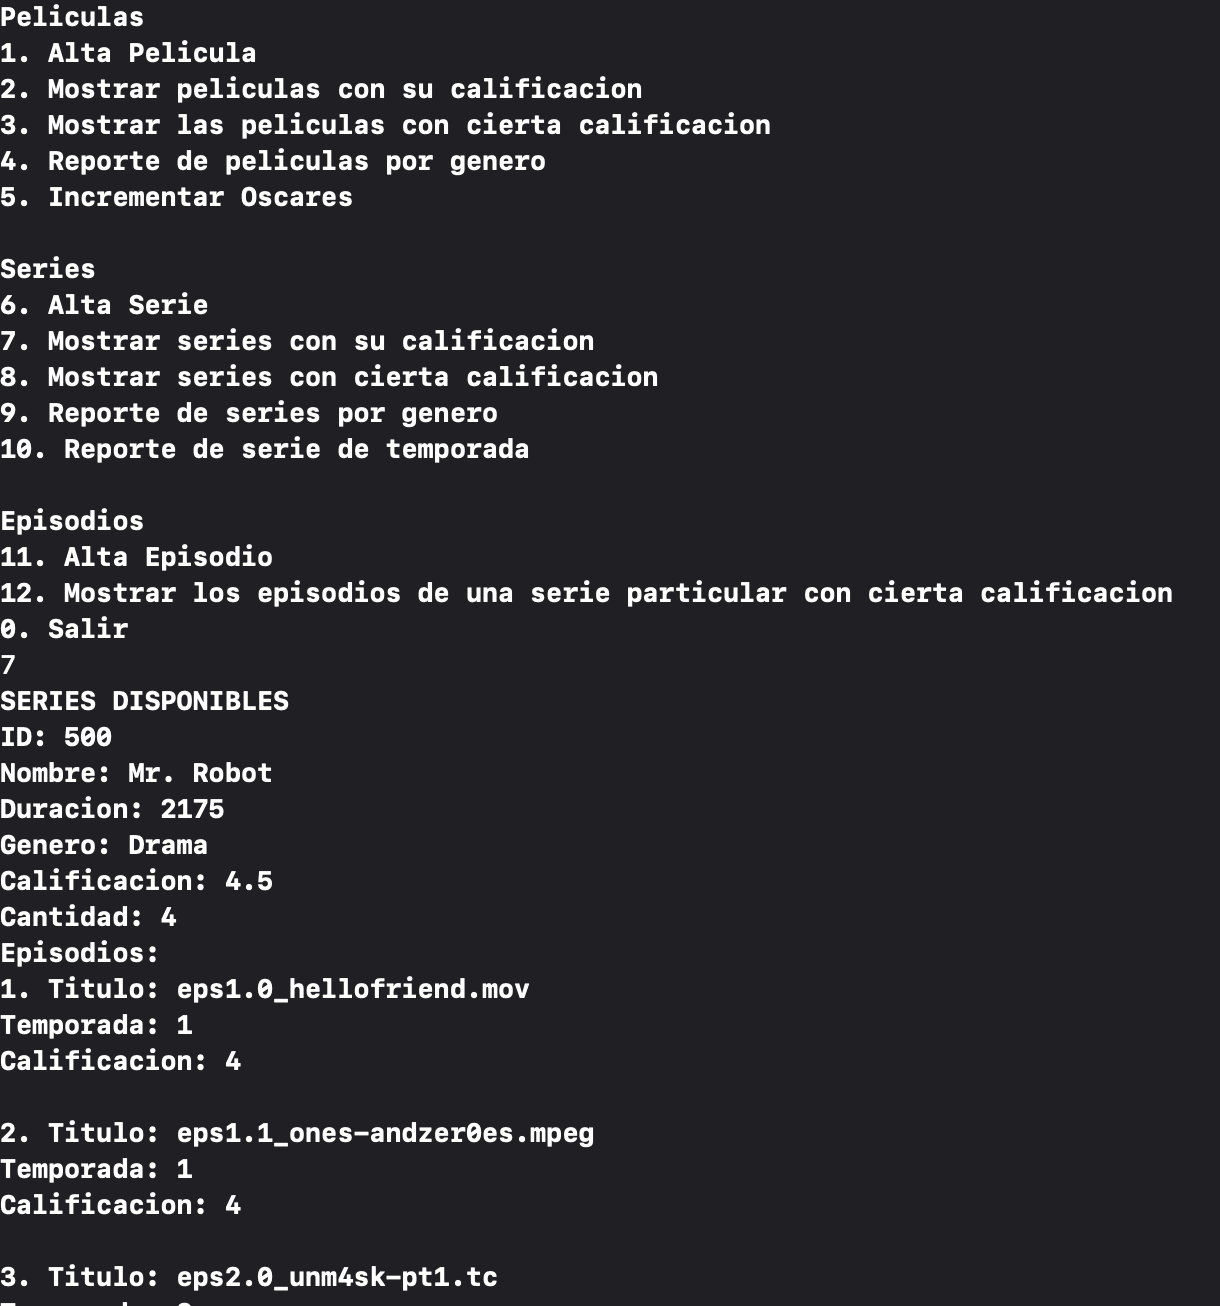 Peliculas
1. Alta Pelicula
2. Mostrar peliculas con su calificacion
3. Mostrar las peliculas con cierta calificacion
4. Reporte de peliculas por genero
5. Incrementar Oscares
Series
6. Alta Serie
7. Mostrar series con su calificacion
8. Mostrar series con cierta calificacion
9. Reporte de series por genero
10. Reporte de serie de temporada
Episodios
11. Alta Episodio
12. Mostrar los episodios de una serie particular con cierta calificacion
0. Salir
7
SERIES DISPONIBLES
ID: 500
Nombre: Mr. Robot
Duracion: 2175
Genero: Drama
Calificacion: 4.5
Cantidad: 4
Episodios:
1. Titulo: eps1.0_hellofriend.mov
Temporada: 1
Calificacion: 4
2. Titulo: eps1.1_ones-andzer0es.mpeg
Temporada: 1
Calificacion: 4
3. Titulo: eps2.0_unm4sk-pt1.tc